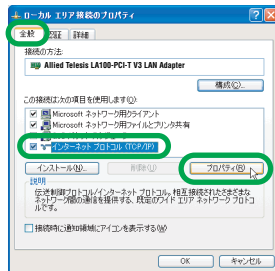 ローカル エリア接続のプロパティ
全般 認証 詳細
接続の方法:
Allied Telesis LA100-PCI-T V3 LAN Adapter
構成(C)...
この接続は次の項目を使用します(O):
Microsoft ネットワーク用クライアント
Microsoft ネットワーク用ファイルとプリンタ共有
インターネット プロトコル (TCP/IP)
インストール(N)... 削除(U) プロパティ(R)
説明
伝送制御プロトコル/インターネット プロトコル。相互接続されたさまざまな
ネットワーク間の通信を提供する、既定のワイド エリア ネットワーク プロトコ
ルです。
接続時に通知領域にアイコンを表示する(W)
OK キャンセル